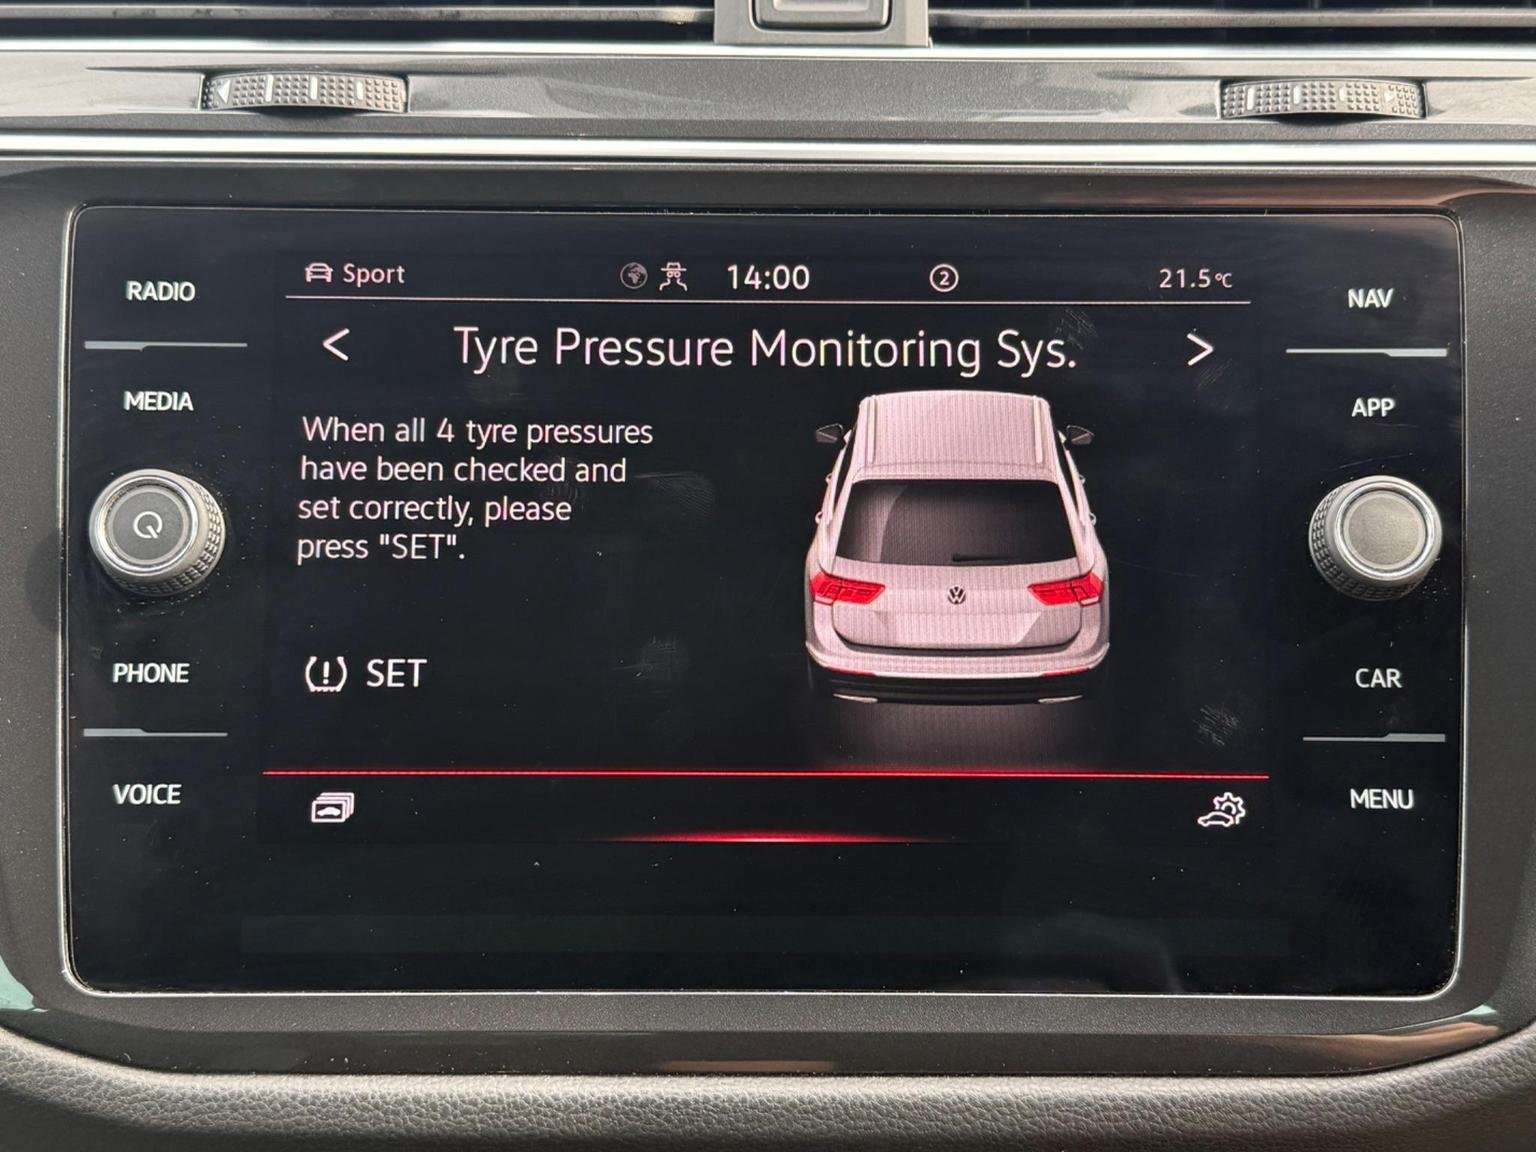 RADIO
MEDIA
PHONE
VOICE
Sport
14:00
2
21.5°C
< Tyre Pressure Monitoring Sys. >
When all 4 tyre pressures
have been checked and
set correctly, please
press "SET".
SET
NAV
APP
CAR
MENU